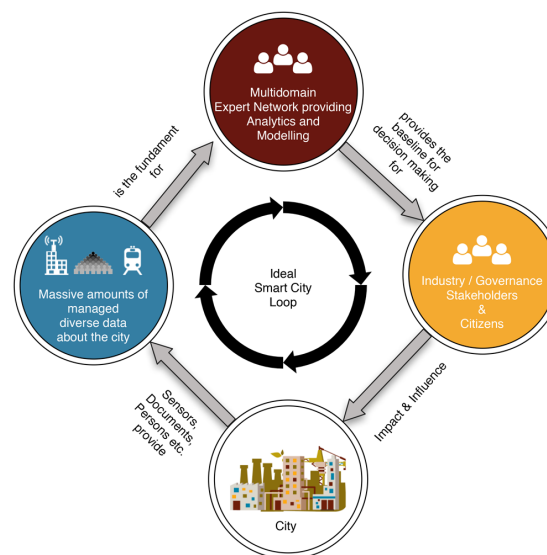 Multidomain
Expert Network providing
Analytics and
Modelling
is the fundament
for
provides the
baseline for
decision making
for
Massive amounts of
managed
diverse data
about the city
Ideal
Smart City
Loop
Industry / Governance
Stakeholders
&
Citizens
Sensors,
Documents,
Persons etc.
provide
Impact & Influence
City